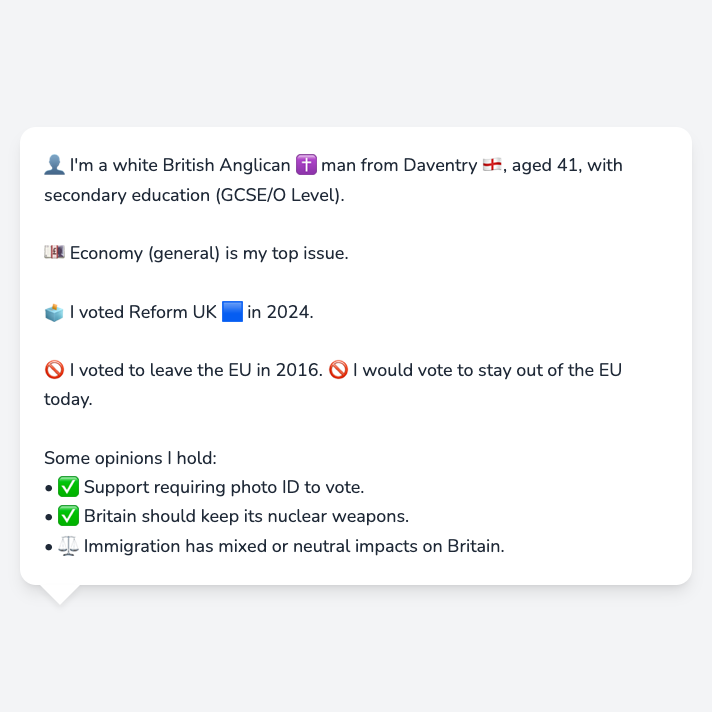 👤 I'm a white British Anglican ✝️ man from Daventry 🏴󠁧󠁢󠁥󠁮󠁧󠁿, aged 41, with
secondary education (GCSE/O Level).
💷 Economy (general) is my top issue.
🗳️ I voted Reform UK 🟦 in 2024.
🚫 I voted to leave the EU in 2016. 🚫 I would vote to stay out of the EU
today.
Some opinions I hold:
• ✅ Support requiring photo ID to vote.
• ✅ Britain should keep its nuclear weapons.
• ⚖️ Immigration has mixed or neutral impacts on Britain.